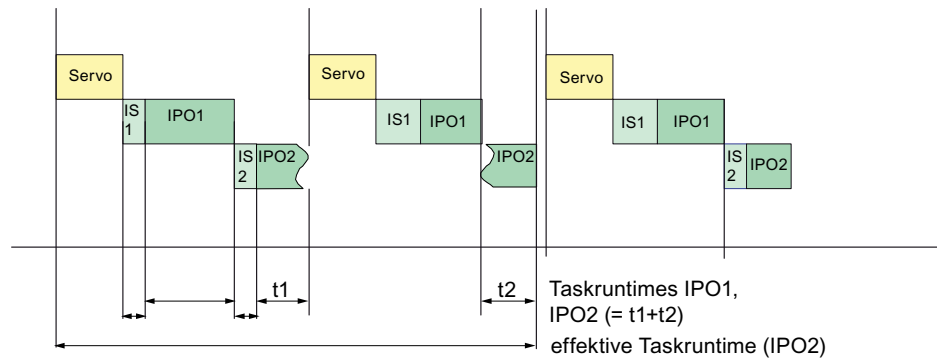 Servo
Servo
Servo
IS
1
IPO1
IS1
IPO1
IS1
IPO1
IS
2
IPO2
IPO2
IS
2
IPO2
t1
t2
Taskruntimes IPO1,
IPO2 (= t1+t2)
effektive Taskruntime (IPO2)